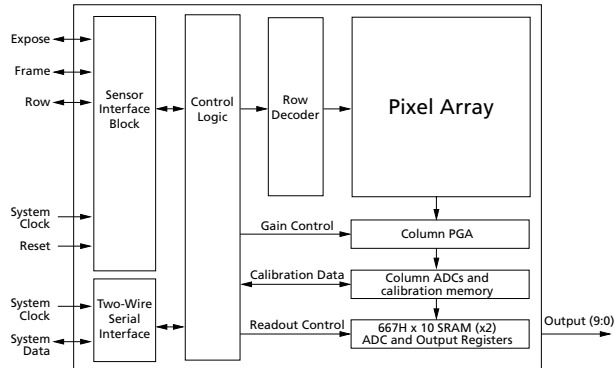 Expose
Frame
Row
System
Clock
Reset
System
Clock
System
Data
Sensor
Interface
Block
Two-Wire
Serial
Interface
Control
Logic
Row
Decoder
Pixel Array
Gain Control
Column PGA
Calibration Data
Column ADCs and
calibration memory
Readout Control
667H x 10 SRAM (x2)
ADC and Output Registers
Output (9:0)